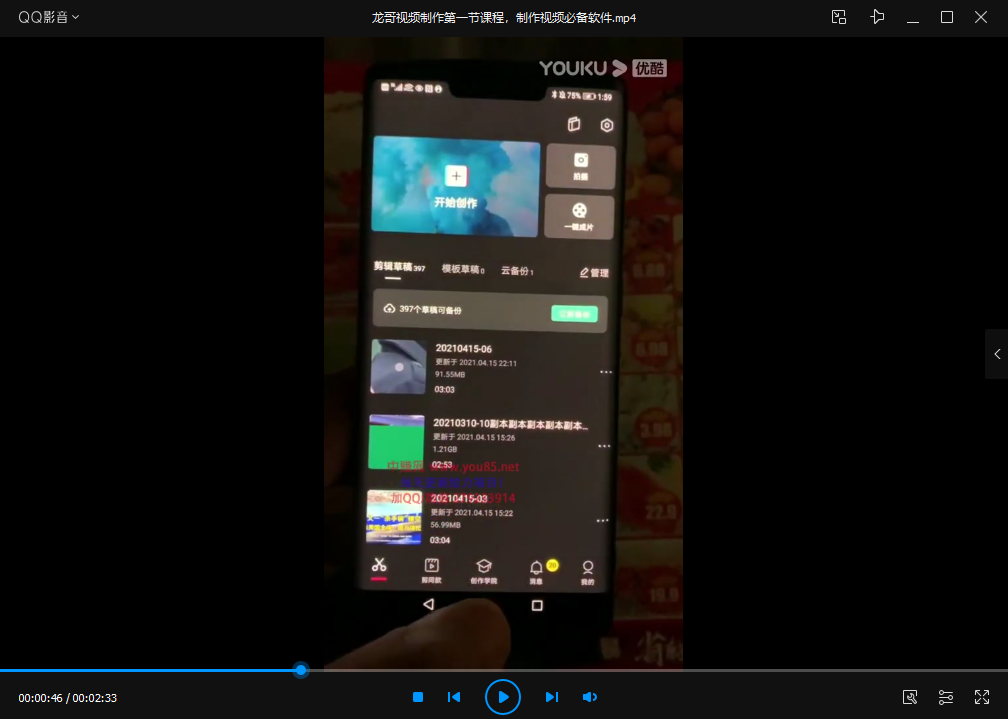 QQ影音
龙哥视频制作第一节课程，制作视频必备软件.mp4
YOUKU 优酷
75% 1:59
开始创作
拍摄
一键成片
剪辑草稿 397 模板草稿 0 云备份 1 管理
397个草稿可备份
20210415-06
更新于 2021.04.15 22:11
91.55MB
03:03
20210310-10副本副本副本副本副本...
更新于 2021.04.15 15:26
1.21GB
02:53
www.you85.net
加QQ
3914
20210415-03
更新于 2021.04.15 15:22
56.99MB
03:04
剪同款 创作学院 消息 我的
00:00:46 / 00:02:33